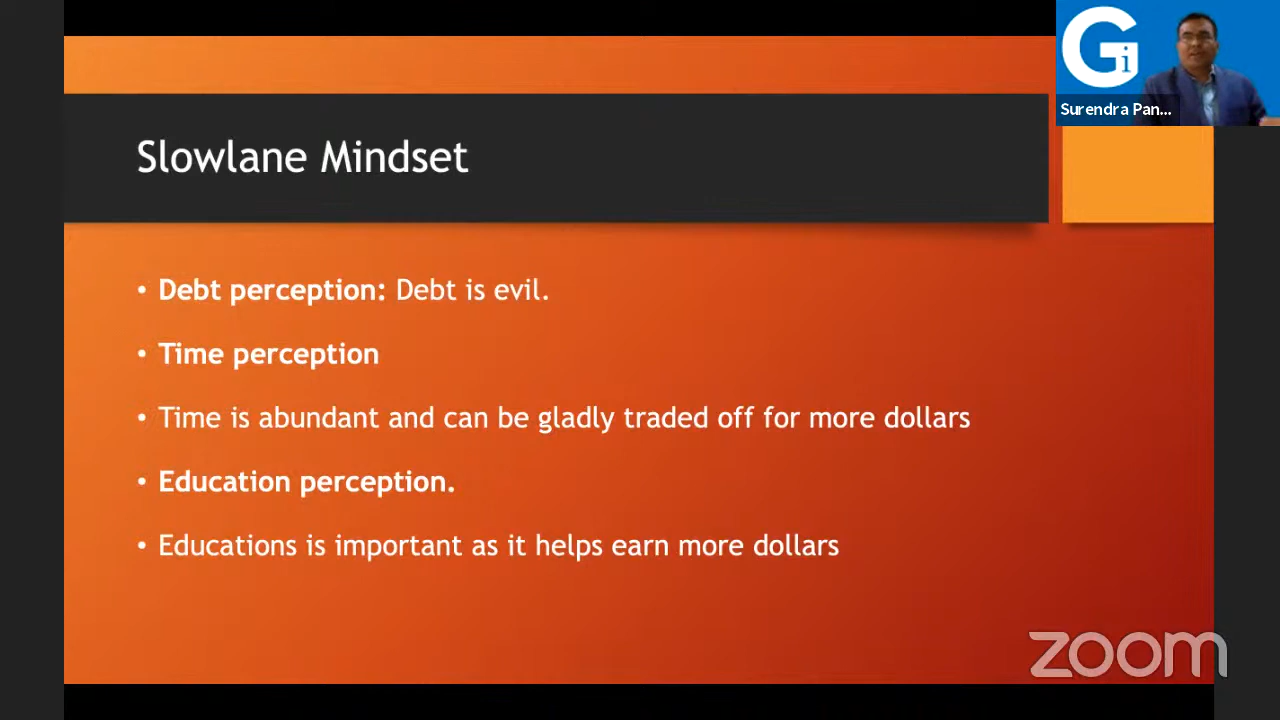 Gi
Surendra Pan...
Slowlane Mindset
• Debt perception: Debt is evil.
• Time perception
• Time is abundant and can be gladly traded off for more dollars
• Education perception.
• Educations is important as it helps earn more dollars
zoom